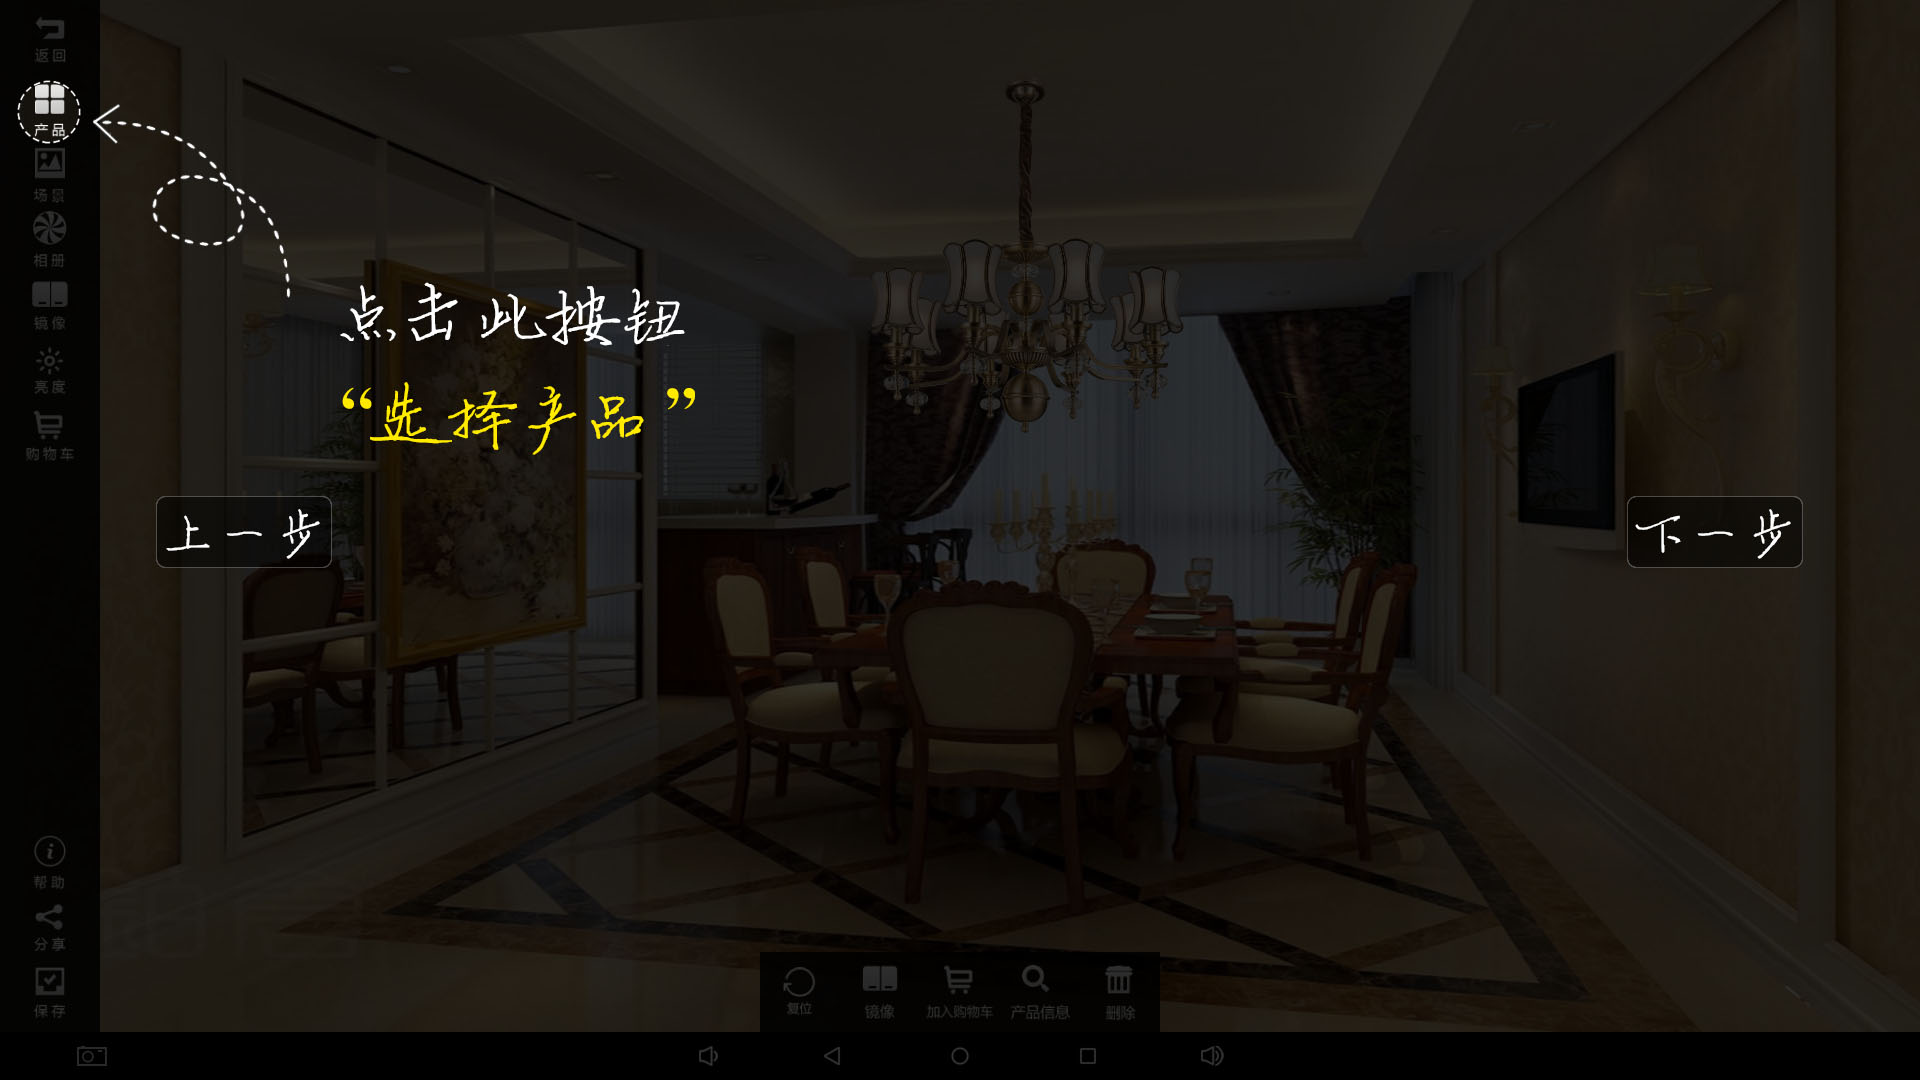 返回
产品
场景
相册
镜像
亮度
购物车
点击此按钮
“选择产品”
上一步
下一步
帮助
分享
保存
复位
镜像
加入购物车
产品信息
删除